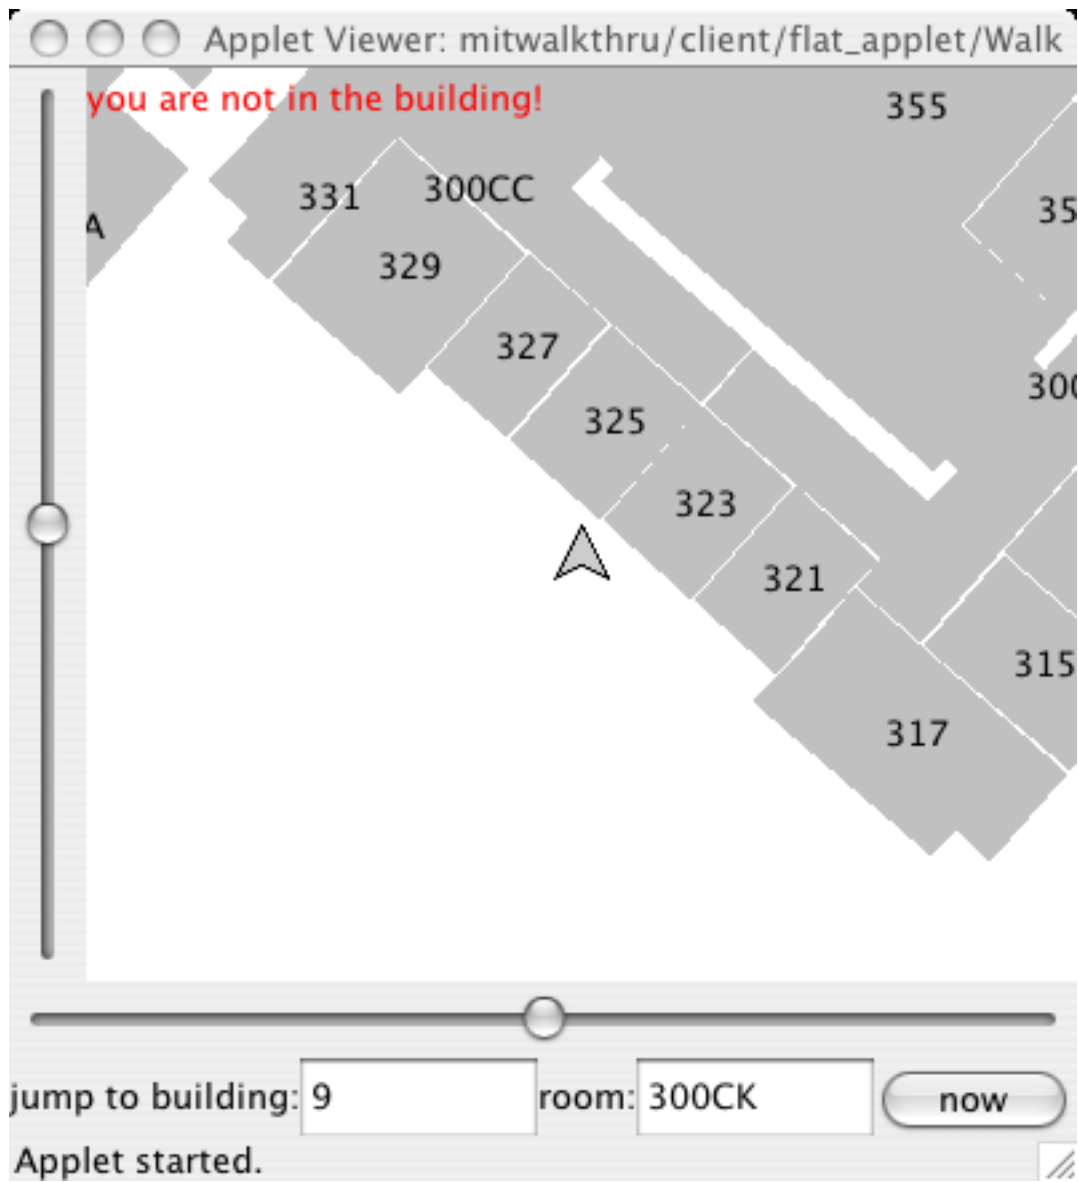 Applet Viewer: mitwalkthru/client/flat_applet/Walk
you are not in the building!
355
331
300CC
35
A
329
327
300
325
323
321
315
317
jump to building: 9 room: 300CK now
Applet started.